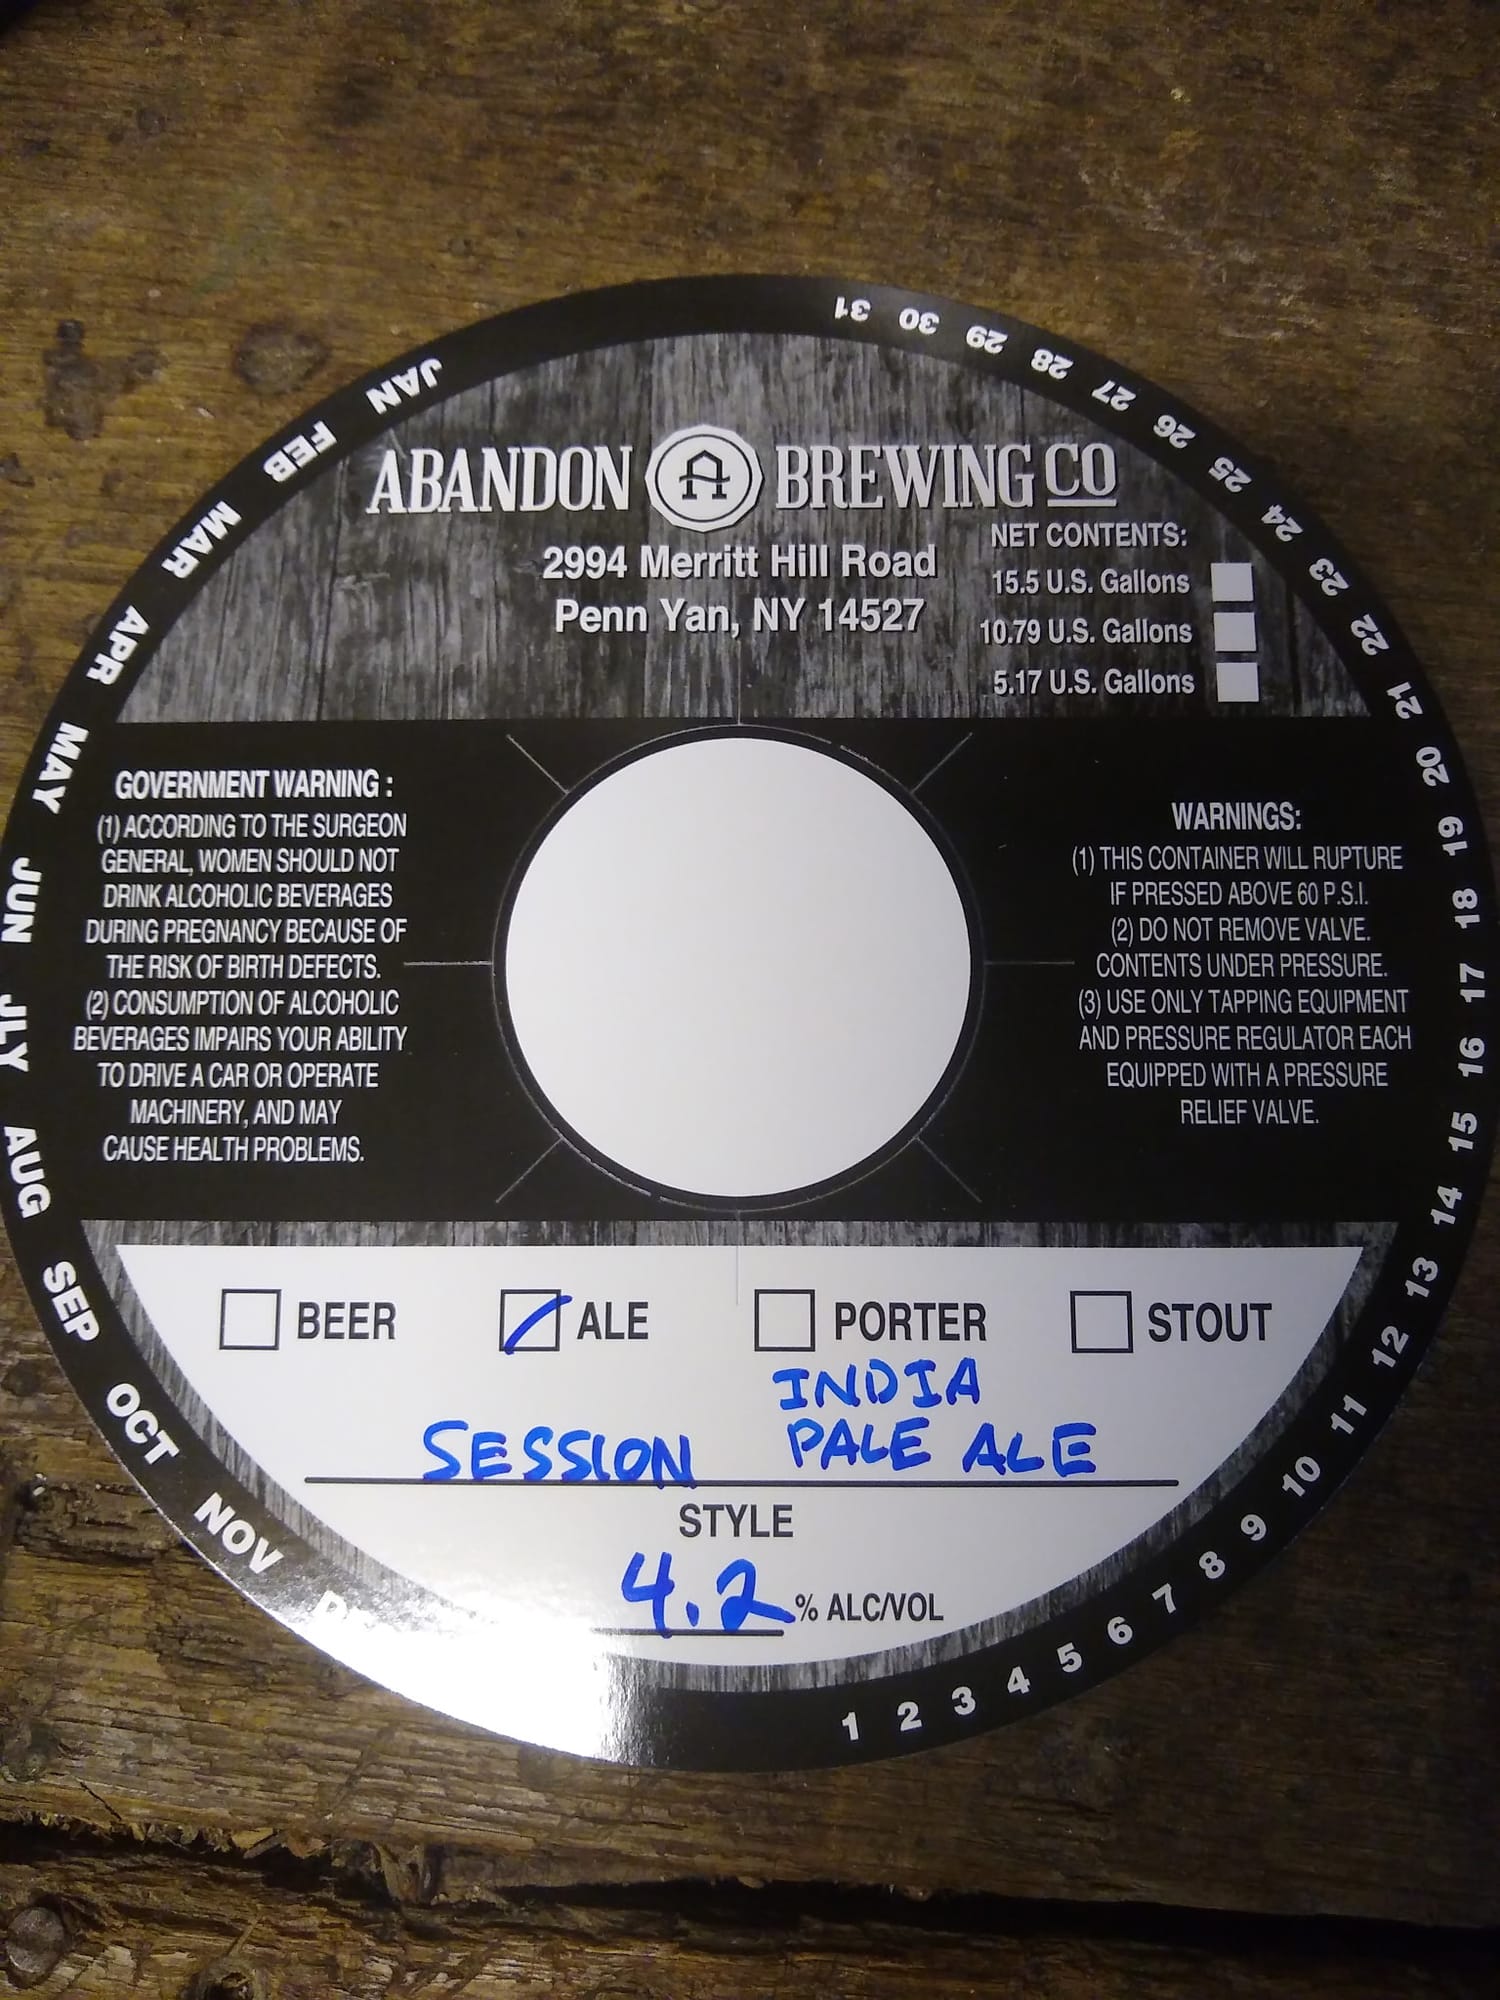 ABANDON A BREWING CO
2994 Merritt Hill Road
Penn Yan, NY 14527
NET CONTENTS:
15.5 U.S. Gallons
10.79 U.S. Gallons
5.17 U.S. Gallons
GOVERNMENT WARNING :
(1) ACCORDING TO THE SURGEON
GENERAL, WOMEN SHOULD NOT
DRINK ALCOHOLIC BEVERAGES
DURING PREGNANCY BECAUSE OF
THE RISK OF BIRTH DEFECTS.
(2) CONSUMPTION OF ALCOHOLIC
BEVERAGES IMPAIRS YOUR ABILITY
TO DRIVE A CAR OR OPERATE
MACHINERY, AND MAY
CAUSE HEALTH PROBLEMS.
WARNINGS:
(1) THIS CONTAINER WILL RUPTURE
IF PRESSED ABOVE 60 P.S.I.
(2) DO NOT REMOVE VALVE.
CONTENTS UNDER PRESSURE.
(3) USE ONLY TAPPING EQUIPMENT
AND PRESSURE REGULATOR EACH
EQUIPPED WITH A PRESSURE
RELIEF VALVE.
BEER ALE PORTER STOUT
INDIA
SESSION PALE ALE
STYLE
4.2 % ALC/VOL
JAN FEB MAR APR MAY JUN JLY AUG SEP OCT NOV
1 2 3 4 5 6 7 8 9 10 11 12 13 14 15 16 17 18 19 20 21 22 23 24 25 26 27 28 29 30 31